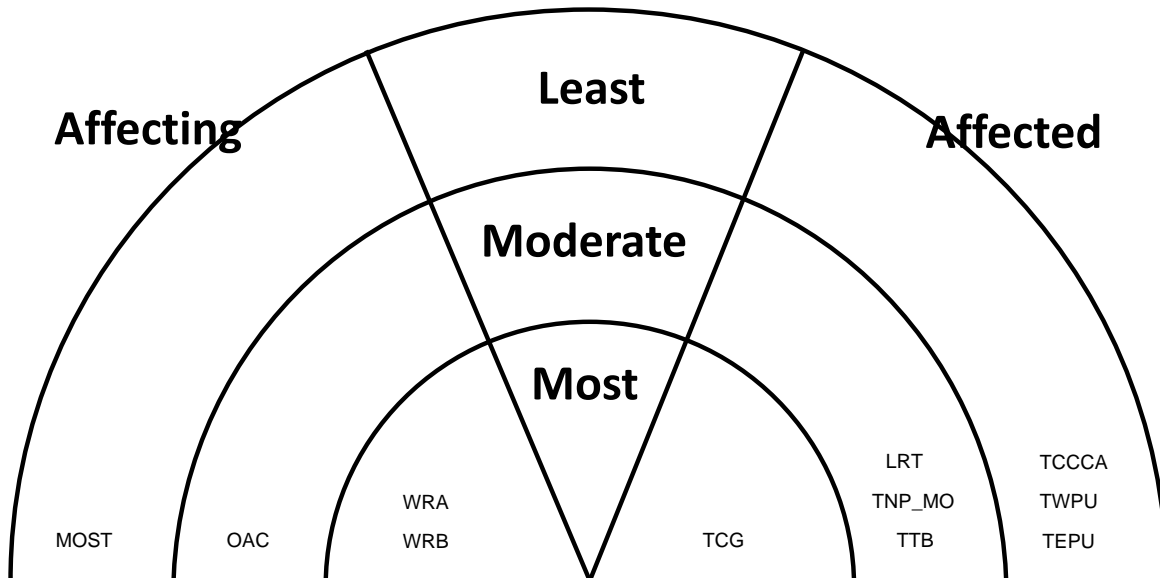 Least
Affecting
Affected
Moderate
Most
LRT
TCCCA
WRA
TNP_MO
TWPU
MOST
OAC
WRB
TCG
TTB
TEPU